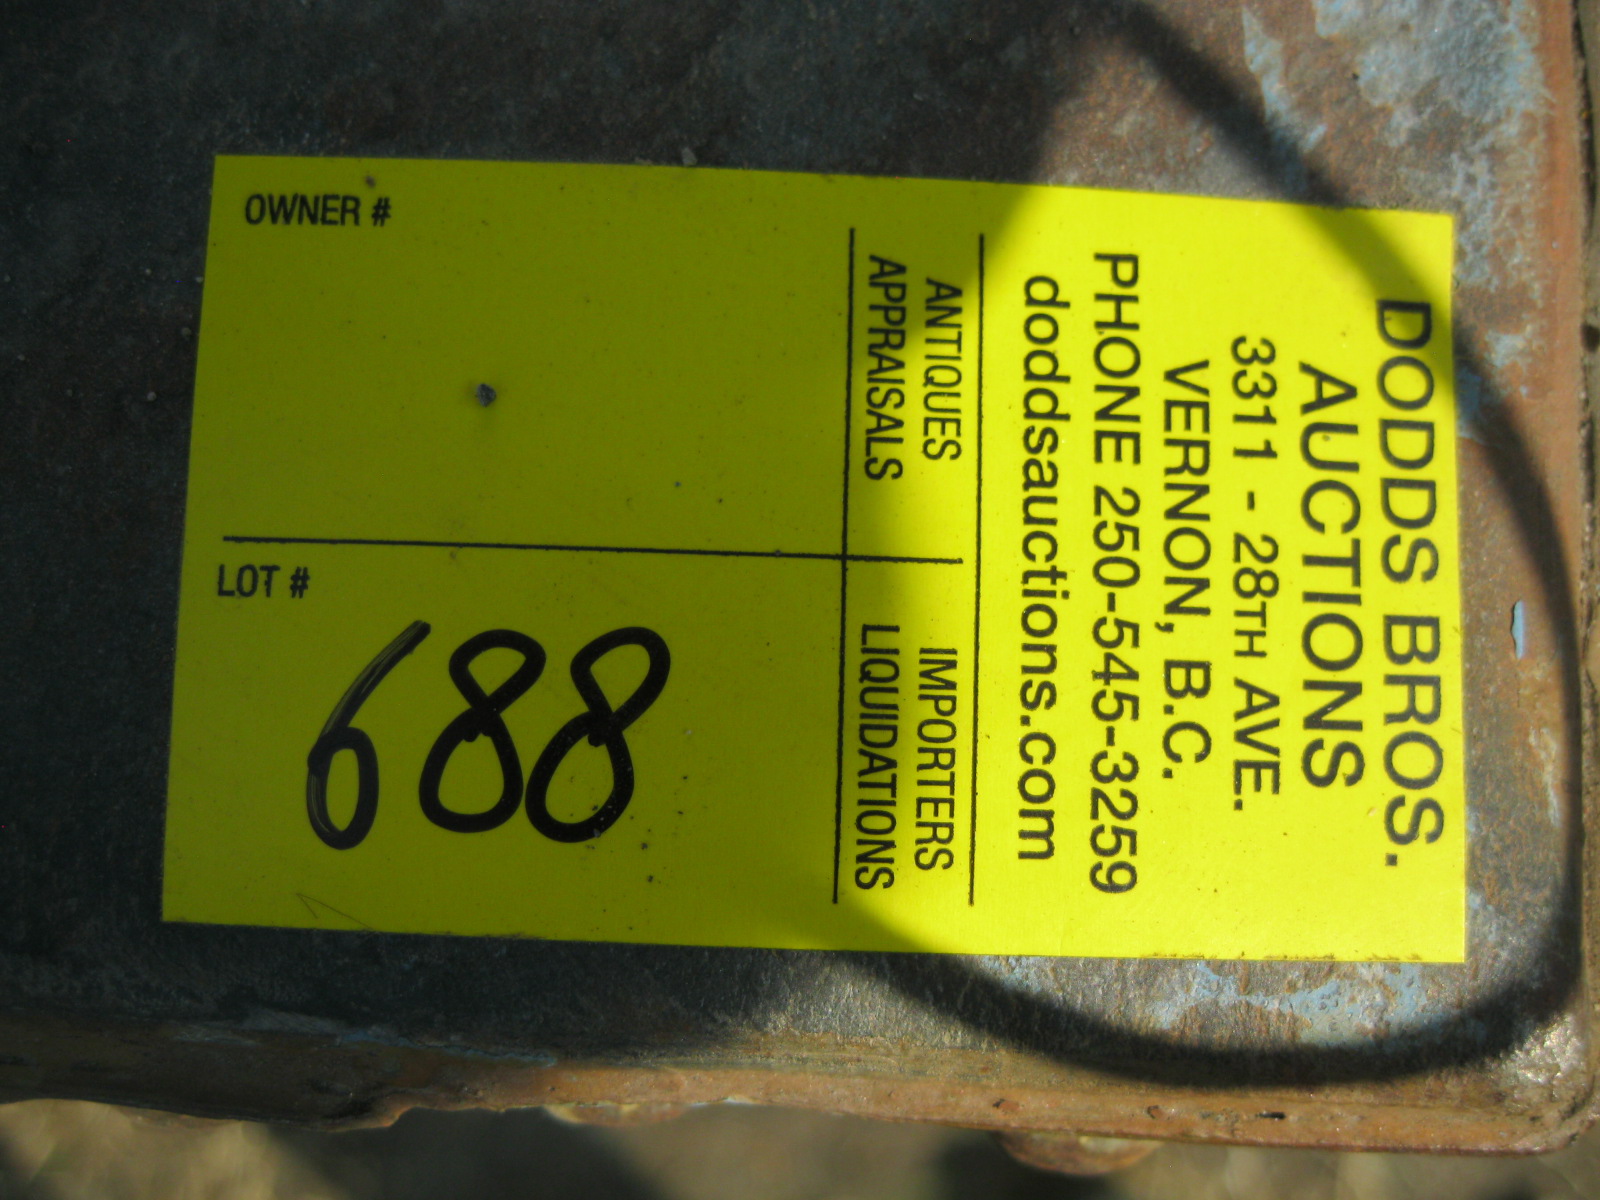 DODDS BROS.
AUCTIONS
3311 - 28TH AVE.
VERNON, B.C.
PHONE 250-545-3259
doddsauctions.com
ANTIQUES
APPRAISALS
IMPORTERS
LIQUIDATIONS
OWNER #
LOT #
688